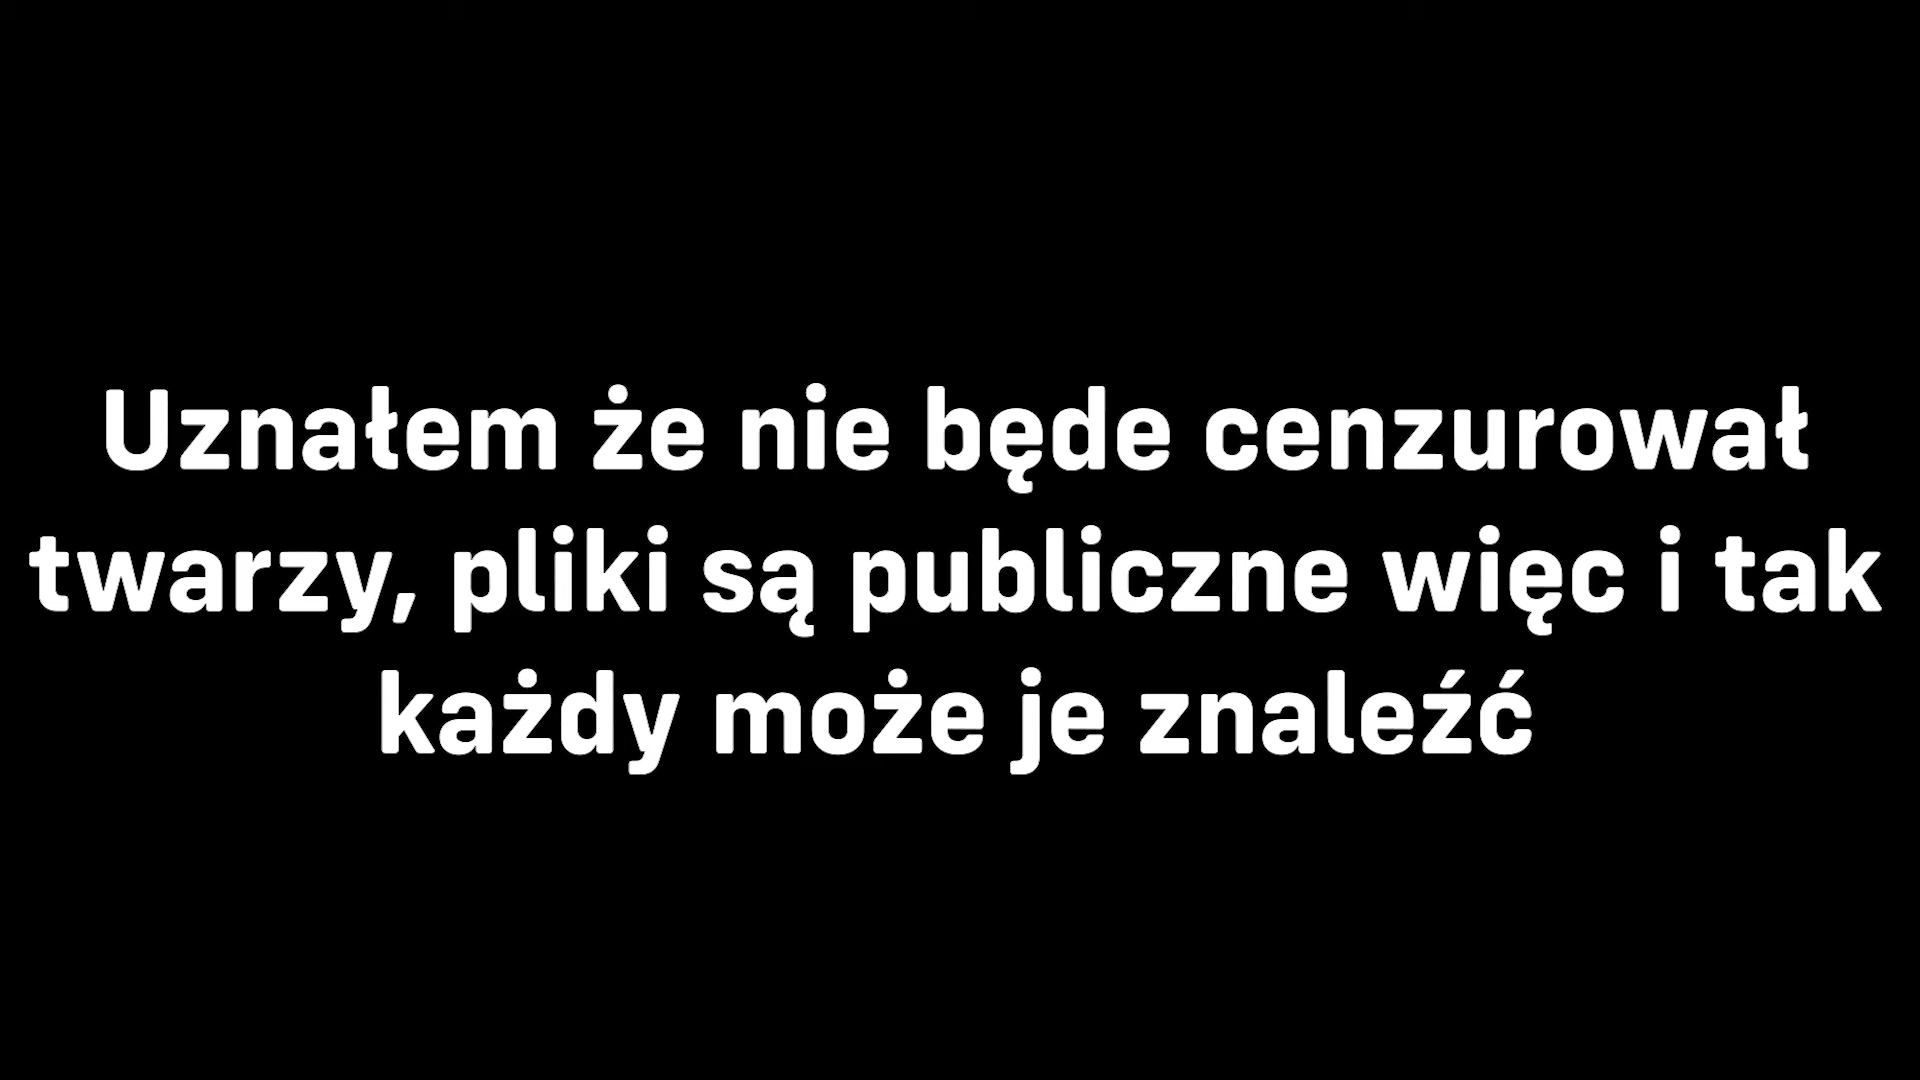 Uznałem że nie będe cenzurował
twarzy, pliki są publiczne więc i tak
każdy może je znaleźć